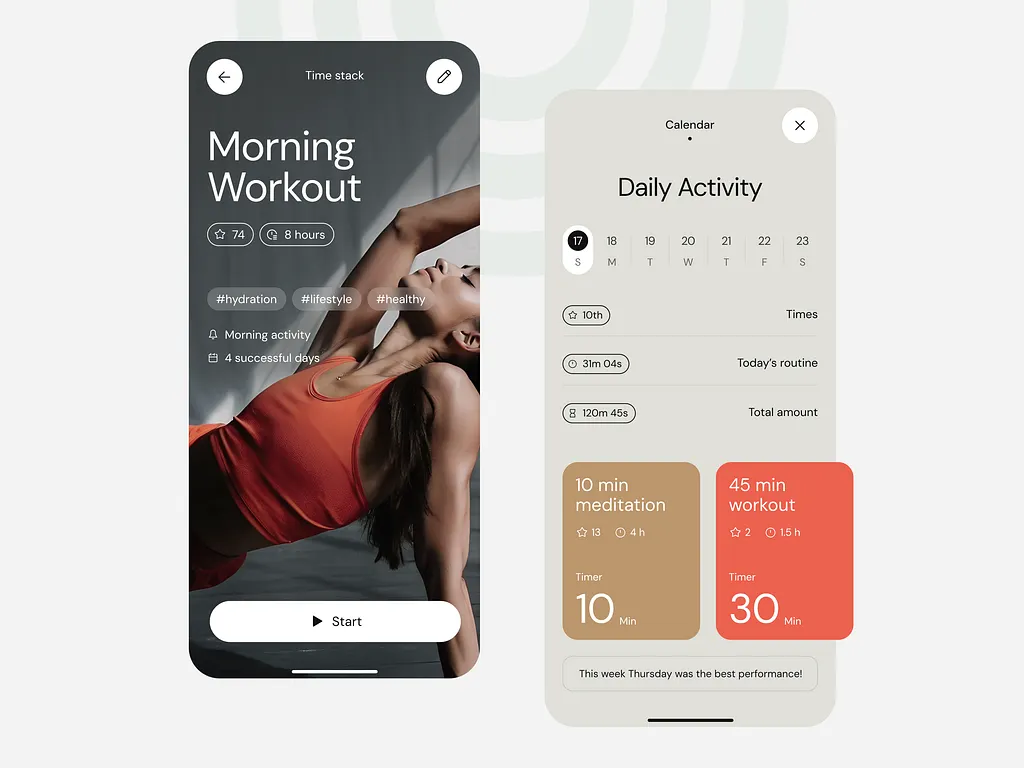 Time stack
Morning
Workout
74
8 hours
#hydration
#lifestyle
#healthy
Morning activity
4 successful days
Start
Calendar
Daily Activity
17 18 19 20 21 22 23
S M T W T F S
10th
Times
31m 04s
Today’s routine
120m 45s
Total amount
10 min
meditation
13
4 h
Timer
10 Min
45 min
workout
2
1.5 h
Timer
30 Min
This week Thursday was the best performance!